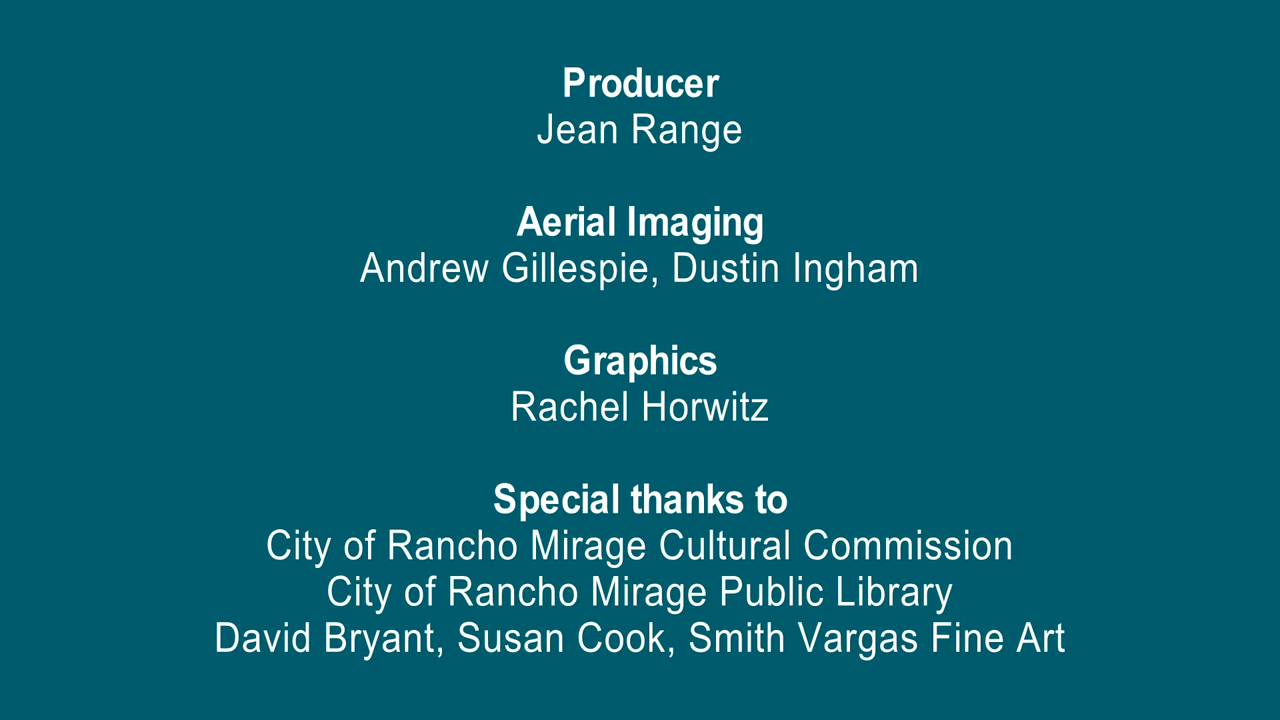 Producer
Jean Range
Aerial Imaging
Andrew Gillespie, Dustin Ingham
Graphics
Rachel Horwitz
Special thanks to
City of Rancho Mirage Cultural Commission
City of Rancho Mirage Public Library
David Bryant, Susan Cook, Smith Vargas Fine Art